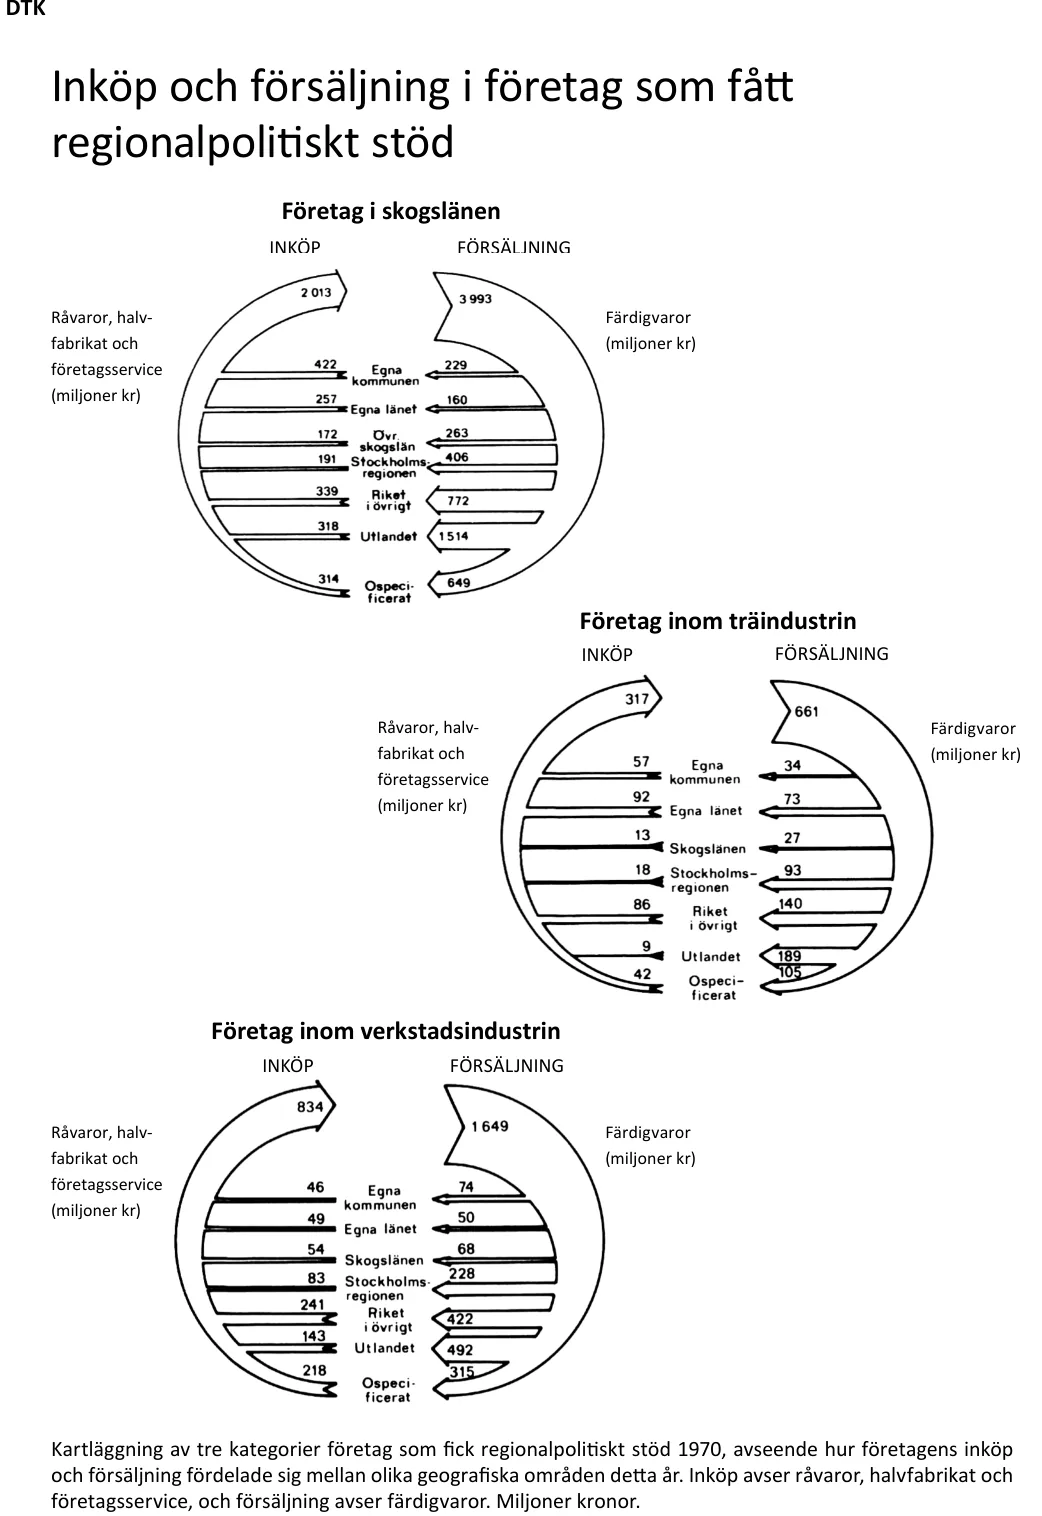 DTK
Inköp och försäljning i företag som fått
regionalpolitiskt stöd
Företag i skogslänen
INKÖP
FÖRSÄLJNING
Råvaror, halv-
fabrikat och
företagsservice
(miljoner kr)
2 013
3 993
Färdigvaror
(miljoner kr)
422
Egna
kommunen
229
257
Egna länet
160
172
Övr.
skogslän
263
191
Stockholms-
regionen
406
339
Riket
i övrigt
772
318
Utlandet
1 514
314
Ospeci-
ficerat
649
Företag inom träindustrin
INKÖP
FÖRSÄLJNING
Råvaror, halv-
fabrikat och
företagsservice
(miljoner kr)
317
661
Färdigvaror
(miljoner kr)
57
Egna
kommunen
34
92
Egna länet
73
13
Skogslänen
27
18
Stockholms-
regionen
93
86
Riket
i övrigt
140
9
Utlandet
189
42
Ospeci-
ficerat
105
Företag inom verkstadsindustrin
INKÖP
FÖRSÄLJNING
Råvaror, halv-
fabrikat och
företagsservice
(miljoner kr)
834
1 649
Färdigvaror
(miljoner kr)
46
Egna
kommunen
74
49
Egna länet
50
54
Skogslänen
68
83
Stockholms-
regionen
228
241
Riket
i övrigt
422
143
Utlandet
492
218
Ospeci-
ficerat
315
Kartläggning av tre kategorier företag som fick regionalpolitiskt stöd 1970, avseende hur företagens inköp
och försäljning fördelade sig mellan olika geografiska områden detta år. Inköp avser råvaror, halvfabrikat och
företagsservice, och försäljning avser färdigvaror. Miljoner kronor.